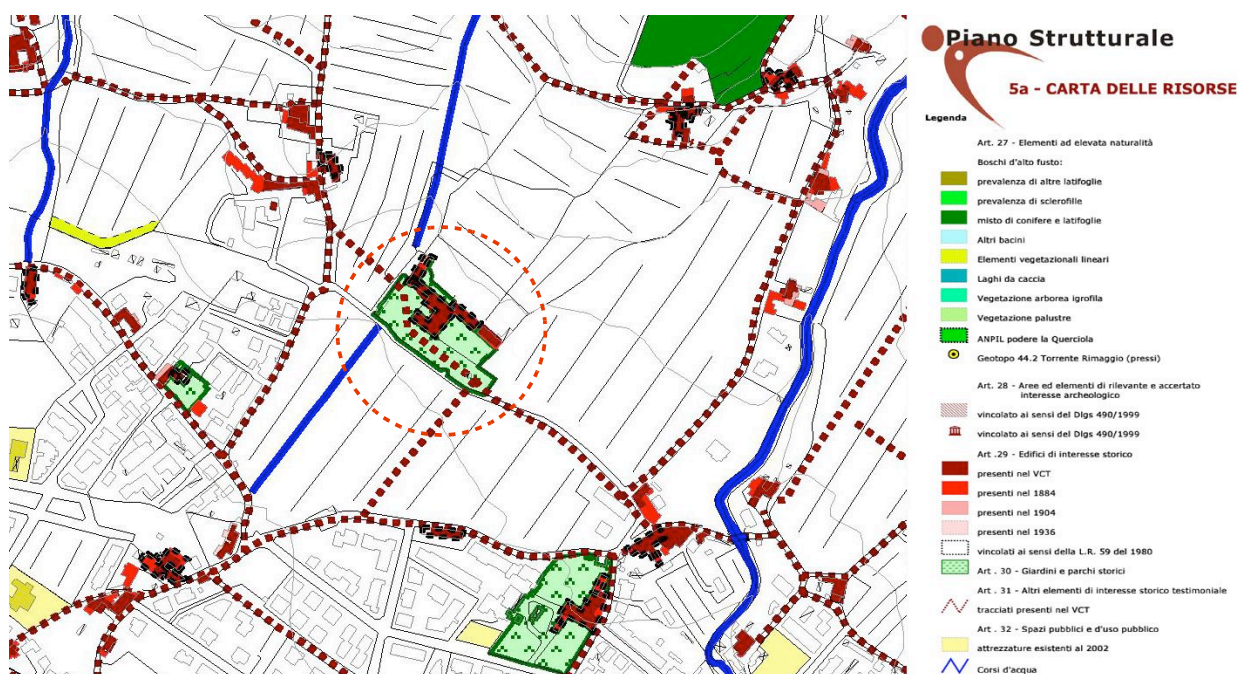 Piano Strutturale
5a - CARTA DELLE RISORSE
Legenda
Art. 27 - Elementi ad elevata naturalità
Boschi d'alto fusto:
prevalenza di altre latifoglie
prevalenza di sclerofille
misto di conifere e latifoglie
Altri bacini
Elementi vegetazionali lineari
Laghi da caccia
Vegetazione arborea igrofila
Vegetazione palustre
ANPIL podere la Querciola
Geotopo 44.2 Torrente Rimaggio (pressi)
Art. 28 - Aree ed elementi di rilevante e accertato
interesse archeologico
vincolato ai sensi del Dlgs 490/1999
vincolato ai sensi del Dlgs 490/1999
Art .29 - Edifici di interesse storico
presenti nel VCT
presenti nel 1884
presenti nel 1904
presenti nel 1936
vincolati ai sensi della L.R. 59 del 1980
Art . 30 - Giardini e parchi storici
Art . 31 - Altri elementi di interesse storico testimoniale
tracciati presenti nel VCT
Art . 32 - Spazi pubblici e d'uso pubblico
attrezzature esistenti al 2002
Corsi d'acqua